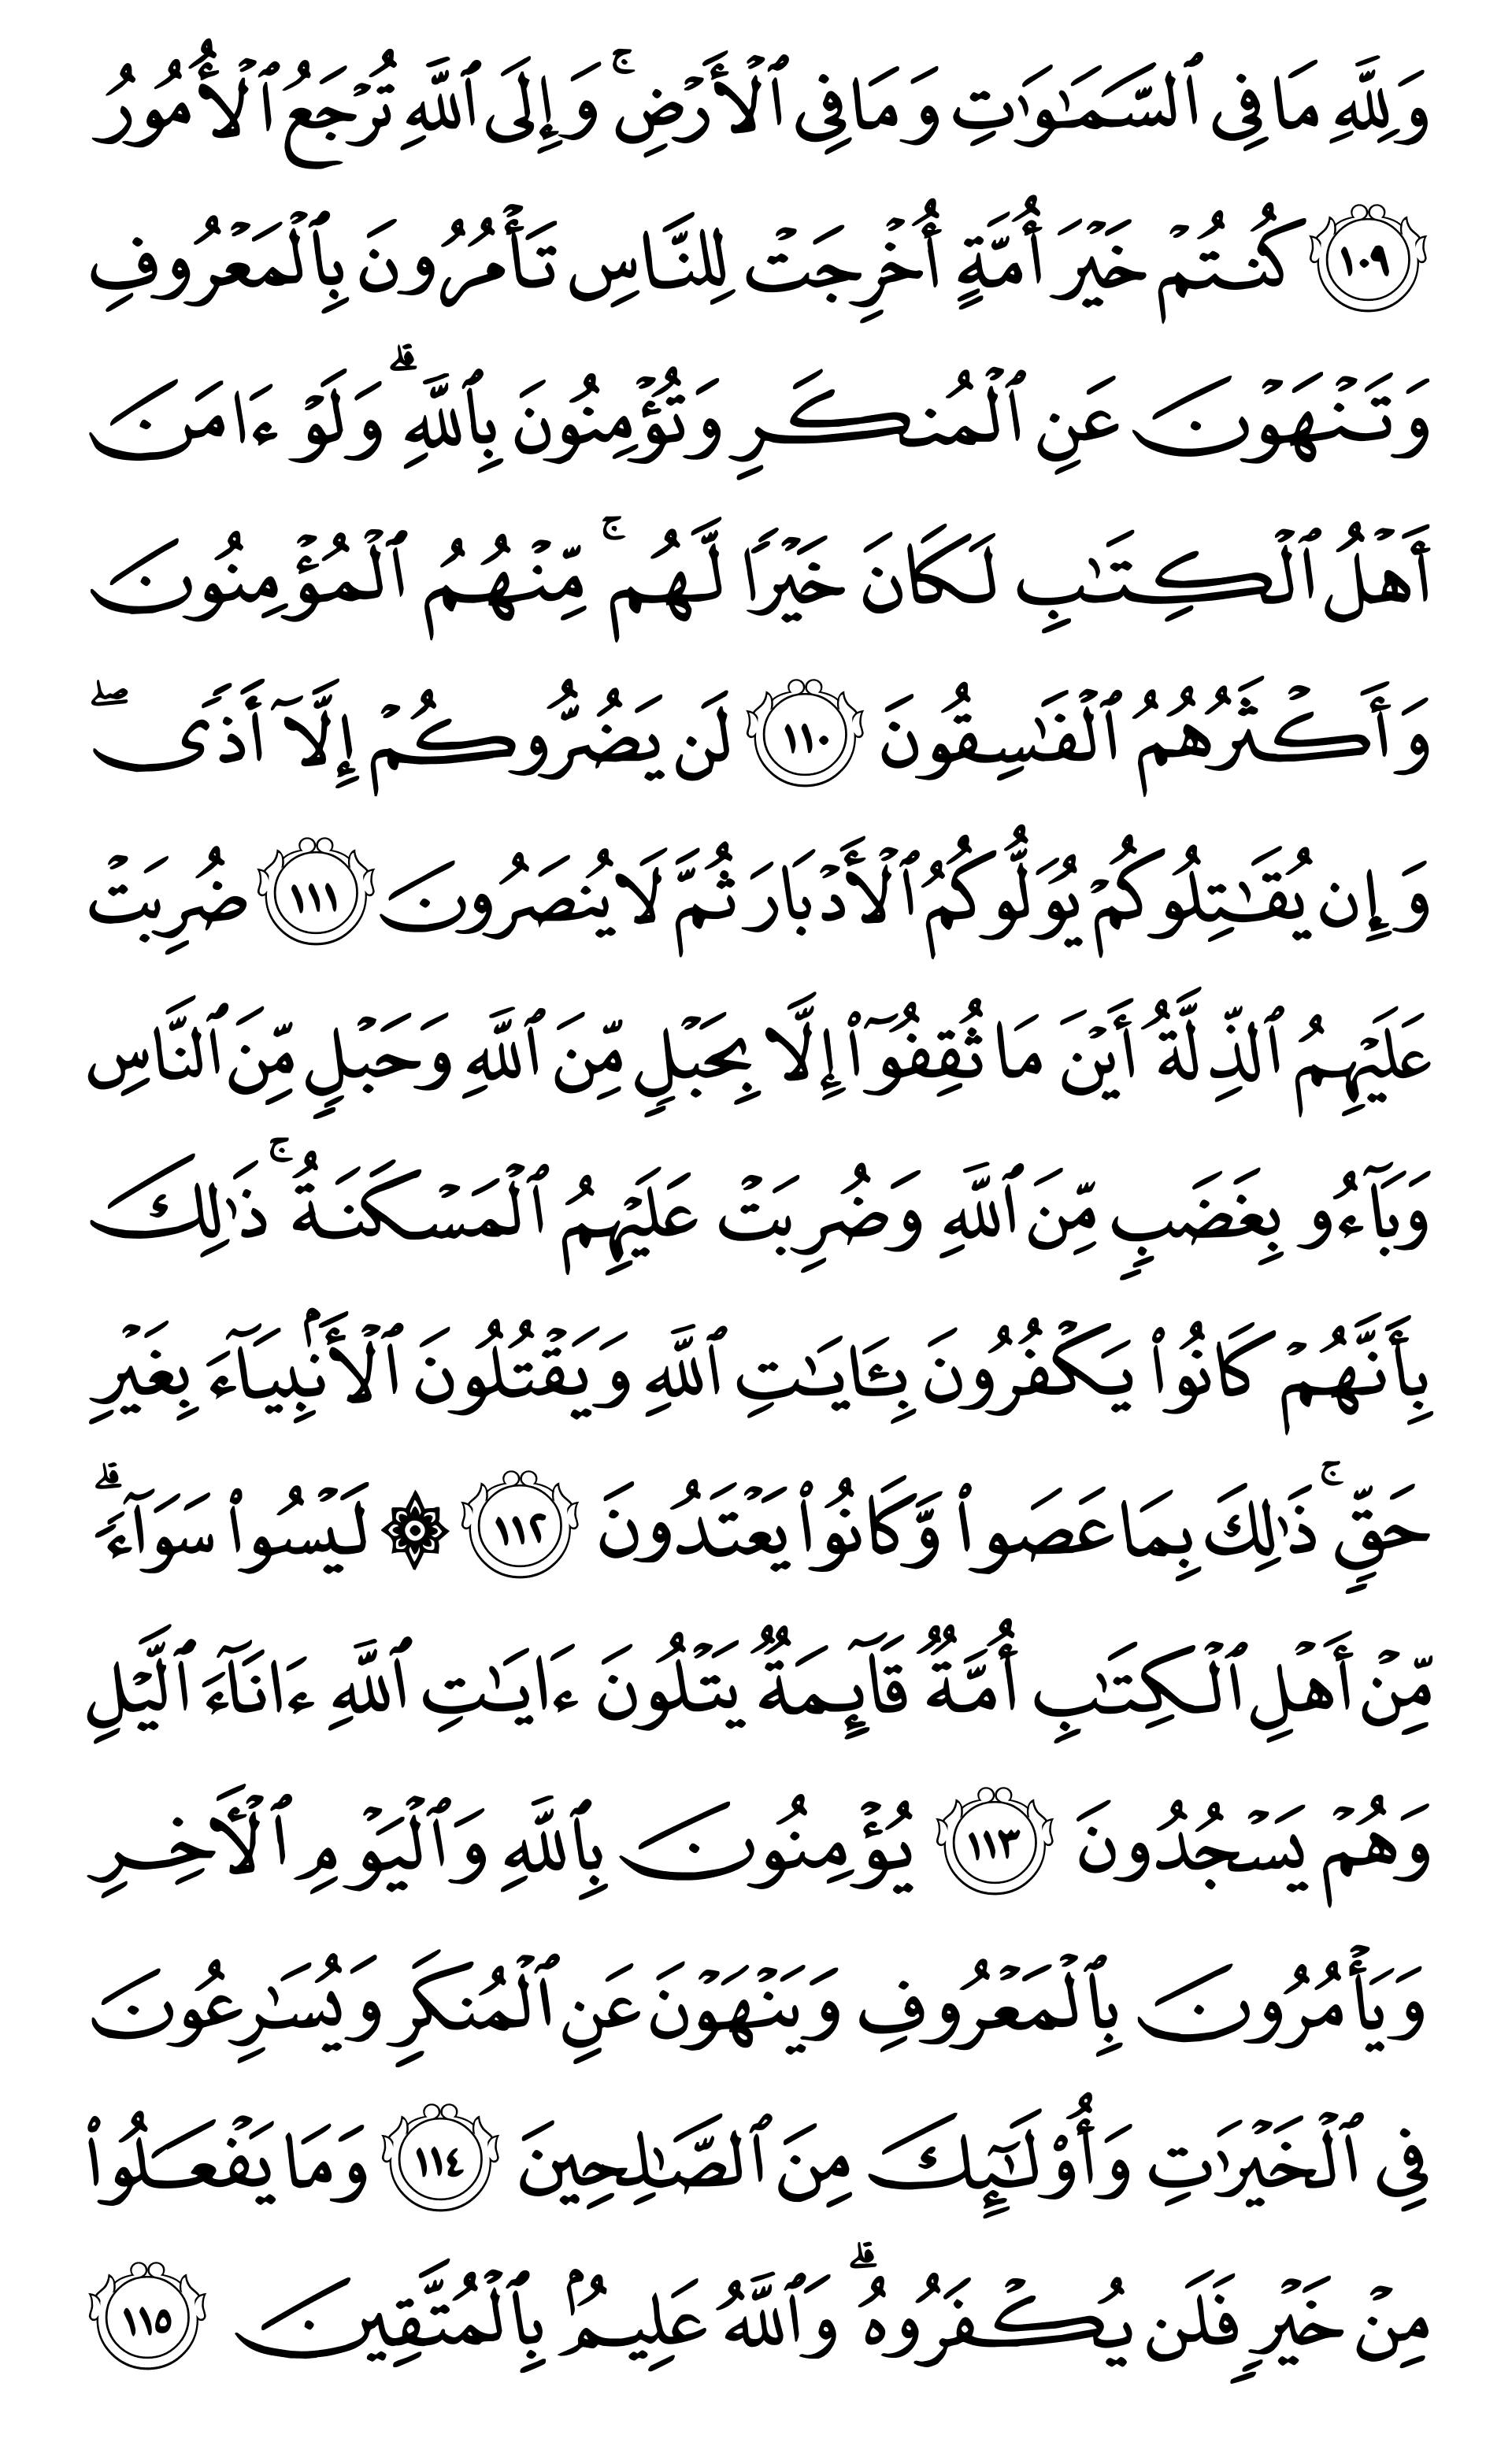 وَلِلَّهِ مَا فِى ٱلسَّمَـٰوَٰتِ وَمَا فِى ٱلۡأَرۡضِۚ وَإِلَى ٱللَّهِ تُرۡجَعُ ٱلۡأُمُورُ
١٠٩ كُنتُمۡ خَيۡرَ أُمَّةٍ أُخۡرِجَتۡ لِلنَّاسِ تَأۡمُرُونَ بِٱلۡمَعۡرُوفِ
وَتَنۡهَوۡنَ عَنِ ٱلۡمُنكَرِ وَتُؤۡمِنُونَ بِٱللَّهِۗ وَلَوۡ ءَامَنَ
أَهۡلُ ٱلۡكِتَـٰبِ لَكَانَ خَيۡرًا لَّهُمۚ مِّنۡهُمُ ٱلۡمُؤۡمِنُونَ
وَأَكۡثَرُهُمُ ٱلۡفَـٰسِقُونَ ١١٠ لَن يَضُرُّوكُمۡ إِلَّآ أَذًىۖ
وَإِن يُقَـٰتِلُوكُمۡ يُوَلُّوكُمُ ٱلۡأَدۡبَارَ ثُمَّ لَا يُنصَرُونَ ١١١ ضُرِبَتۡ
عَلَيۡهِمُ ٱلذِّلَّةُ أَيۡنَ مَا ثُقِفُوٓاْ إِلَّا بِحَبۡلٍ مِّنَ ٱللَّهِ وَحَبۡلٍ مِّنَ ٱلنَّاسِ
وَبَآءُو بِغَضَبٍ مِّنَ ٱللَّهِ وَضُرِبَتۡ عَلَيۡهِمُ ٱلۡمَسۡكَنَةُۚ ذَٰلِكَ
بِأَنَّهُمۡ كَانُواْ يَكۡفُرُونَ بِـَٔايَـٰتِ ٱللَّهِ وَيَقۡتُلُونَ ٱلۡأَنۢبِيَآءَ بِغَيۡرِ
حَقٍّۚ ذَٰلِكَ بِمَا عَصَواْ وَّكَانُواْ يَعۡتَدُونَ ١١٢ ۞ لَيۡسُواْ سَوَآءًۗ
مِّنۡ أَهۡلِ ٱلۡكِتَـٰبِ أُمَّةٌ قَآئِمَةٌ يَتۡلُونَ ءَايَـٰتِ ٱللَّهِ ءَانَآءَ ٱلَّيۡلِ
وَهُمۡ يَسۡجُدُونَ ١١٣ يُؤۡمِنُونَ بِٱللَّهِ وَٱلۡيَوۡمِ ٱلۡأَخِرِ
وَيَأۡمُرُونَ بِٱلۡمَعۡرُوفِ وَيَنۡهَوۡنَ عَنِ ٱلۡمُنكَرِ وَيُسَـٰرِعُونَ
فِى ٱلۡخَيۡرَٰتِ وَأُوْلَـٰٓئِكَ مِنَ ٱلصَّـٰلِحِينَ ١١٤ وَمَا يَفۡعَلُواْ
مِنۡ خَيۡرٍ فَلَن يُكۡفَرُوهُۗ وَٱللَّهُ عَلِيمُۢ بِٱلۡمُتَّقِينَ ١١٥